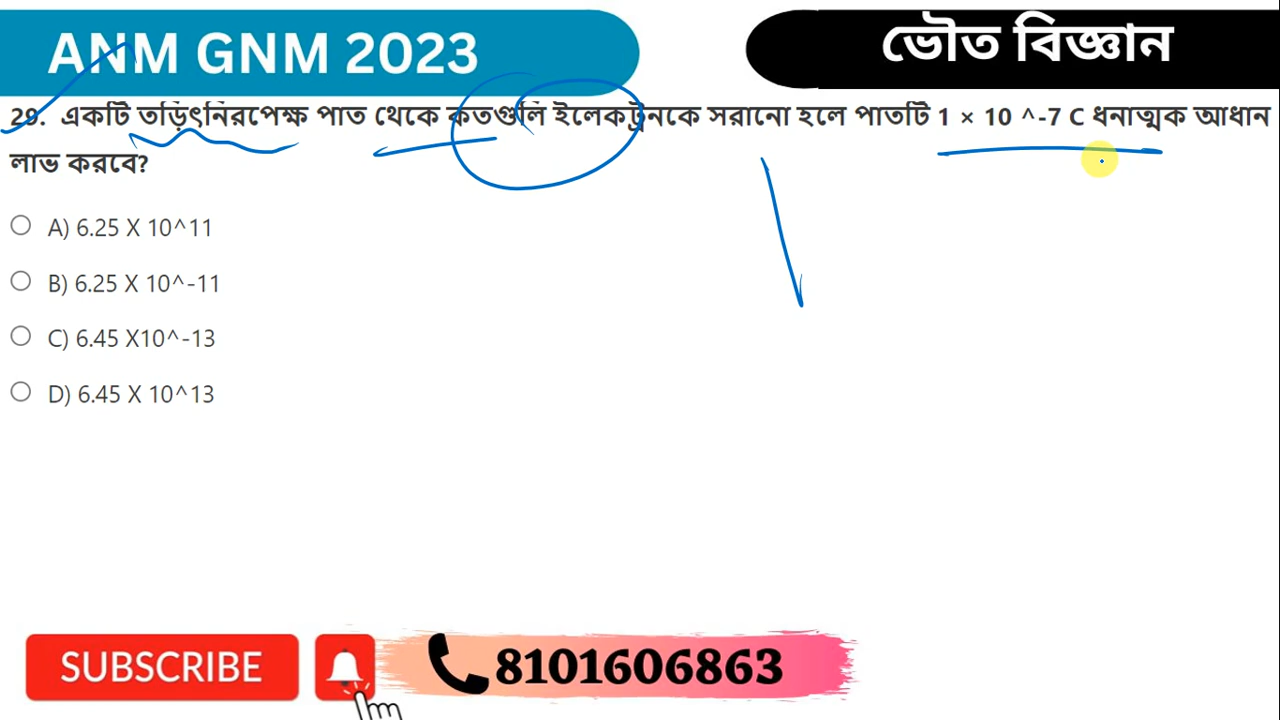 ANM GNM 2023
ভৌত বিজ্ঞান
29. একটি তড়িৎনিরপেক্ষ পাত থেকে কতগুলি ইলেকট্রনকে সরানো হলে পাতটি 1 × 10 ^-7 C ধনাত্মক আধান
লাভ করবে?
A) 6.25 X 10^11
B) 6.25 X 10^-11
C) 6.45 X10^-13
D) 6.45 X 10^13
SUBSCRIBE
8101606863